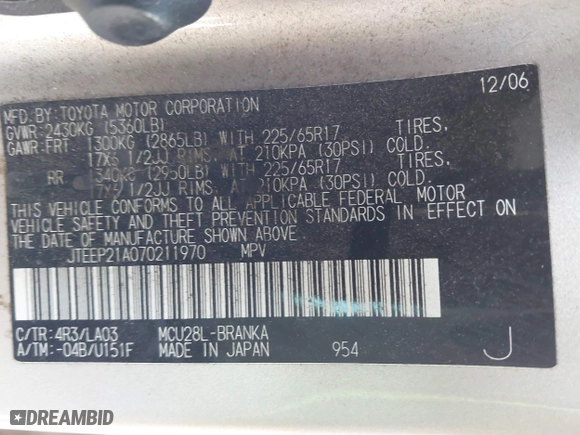 12/06
MFD. BY: TOYOTA MOTOR CORPORATION
GVWR:2430KG (5360LB)
GAWR:FRT 1300KG (2865LB) WITH 225/65R17 TIRES,
17X6 1/2JJ RIMS, AT 210KPA (30PSI) COLD.
RR 1340KG (2950LB) WITH 225/65R17 TIRES,
17X6 1/2JJ RIMS, AT 210KPA (30PSI) COLD.
THIS VEHICLE CONFORMS TO ALL APPLICABLE FEDERAL MOTOR
VEHICLE SAFETY AND THEFT PREVENTION STANDARDS IN EFFECT ON
THE DATE OF MANUFACTURE SHOWN ABOVE.
JTEEP21A070211970 MPV
C/TR:4R3/LA03 MCU28L-BRANKA
A/TM:-04B/U151F MADE IN JAPAN 954 J
DREAMBID